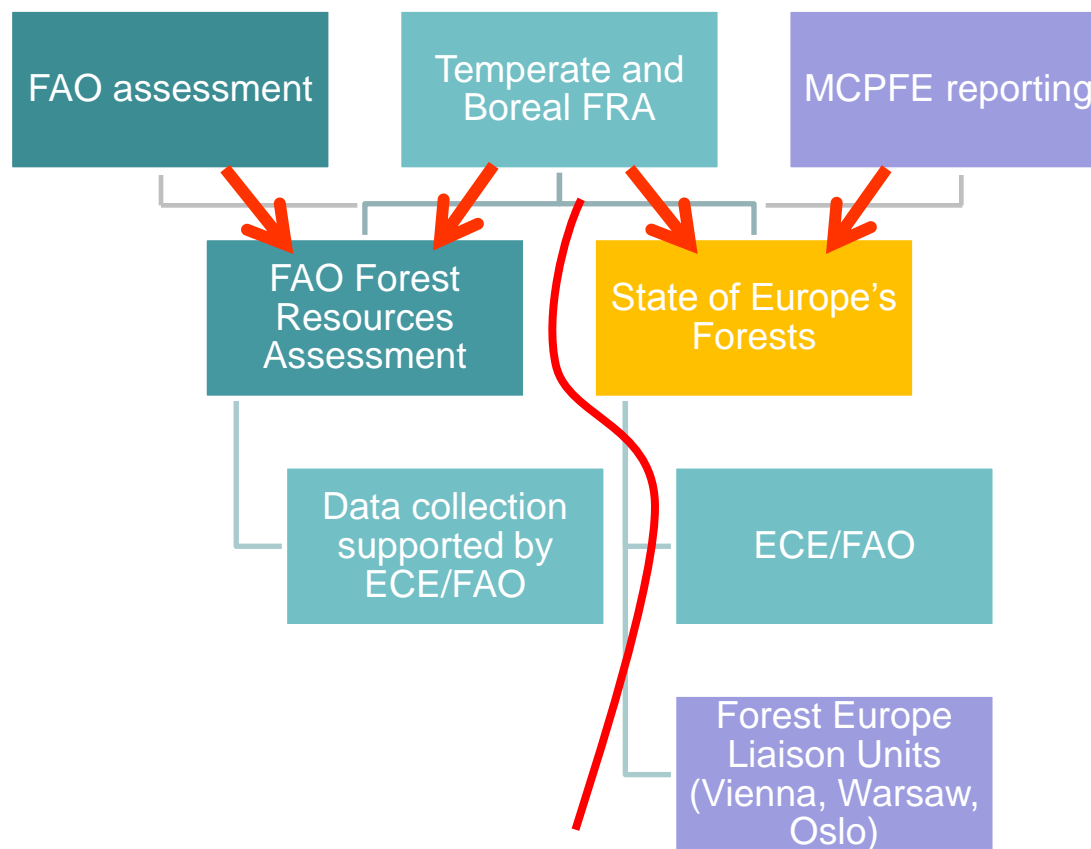 FAO assessment
Temperate and
Boreal FRA
MCPFE reporting
FAO Forest
Resources
Assessment
State of Europe’s
Forests
Data collection
supported by
ECE/FAO
ECE/FAO
Forest Europe
Liaison Units
(Vienna, Warsaw,
Oslo)